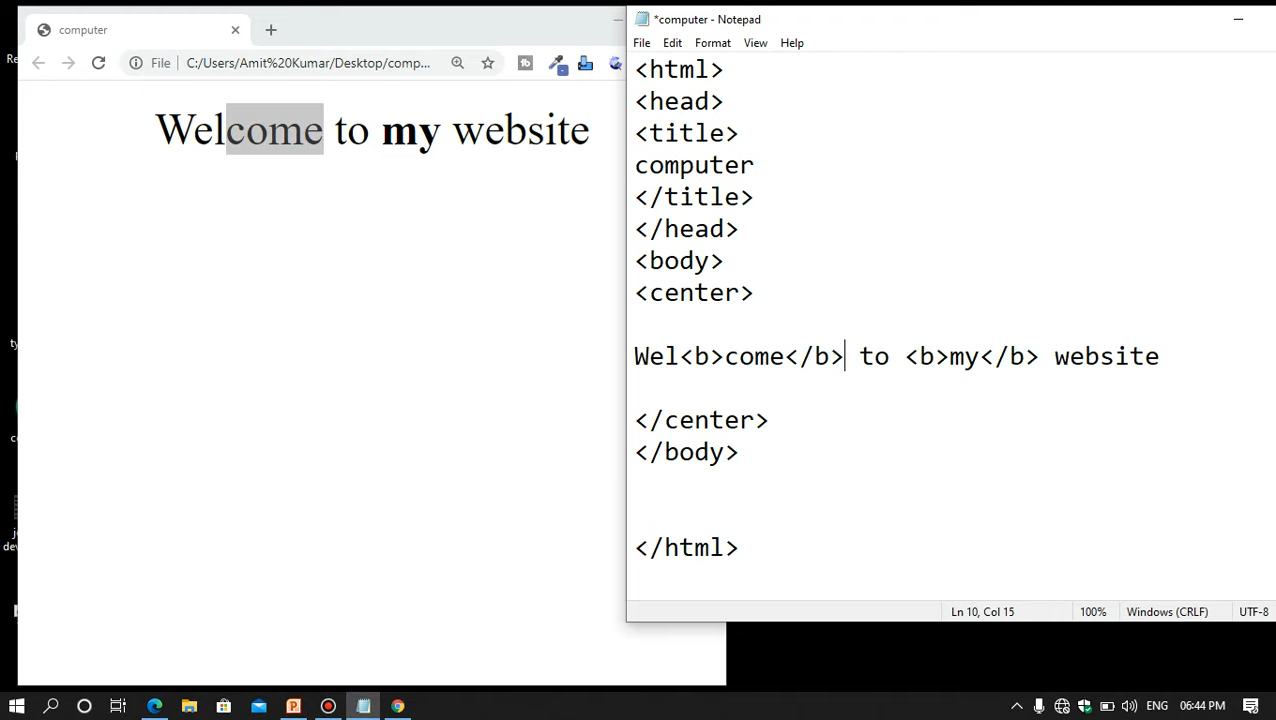 computer
File C:/Users/Amit%20Kumar/Desktop/comp...
Welcome to my website
*computer - Notepad
File Edit Format View Help
<html>
<head>
<title>
computer
</title>
</head>
<body>
<center>
Wel<b>come</b> to <b>my</b> website
</center>
</body>
</html>
Ln 10, Col 15 100% Windows (CRLF) UTF-8
ENG 06:44 PM